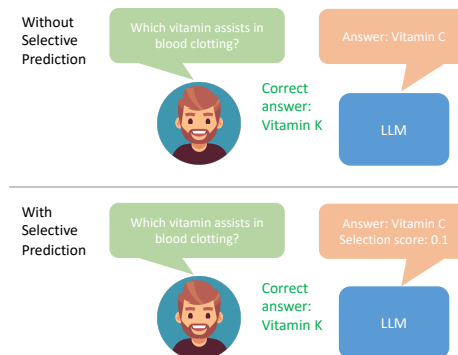 Without
Selective
Prediction
Which vitamin assists in
blood clotting?
Answer: Vitamin C
Correct
answer:
Vitamin K
LLM
With
Selective
Prediction
Which vitamin assists in
blood clotting?
Answer: Vitamin C
Selection score: 0.1
Correct
answer:
Vitamin K
LLM